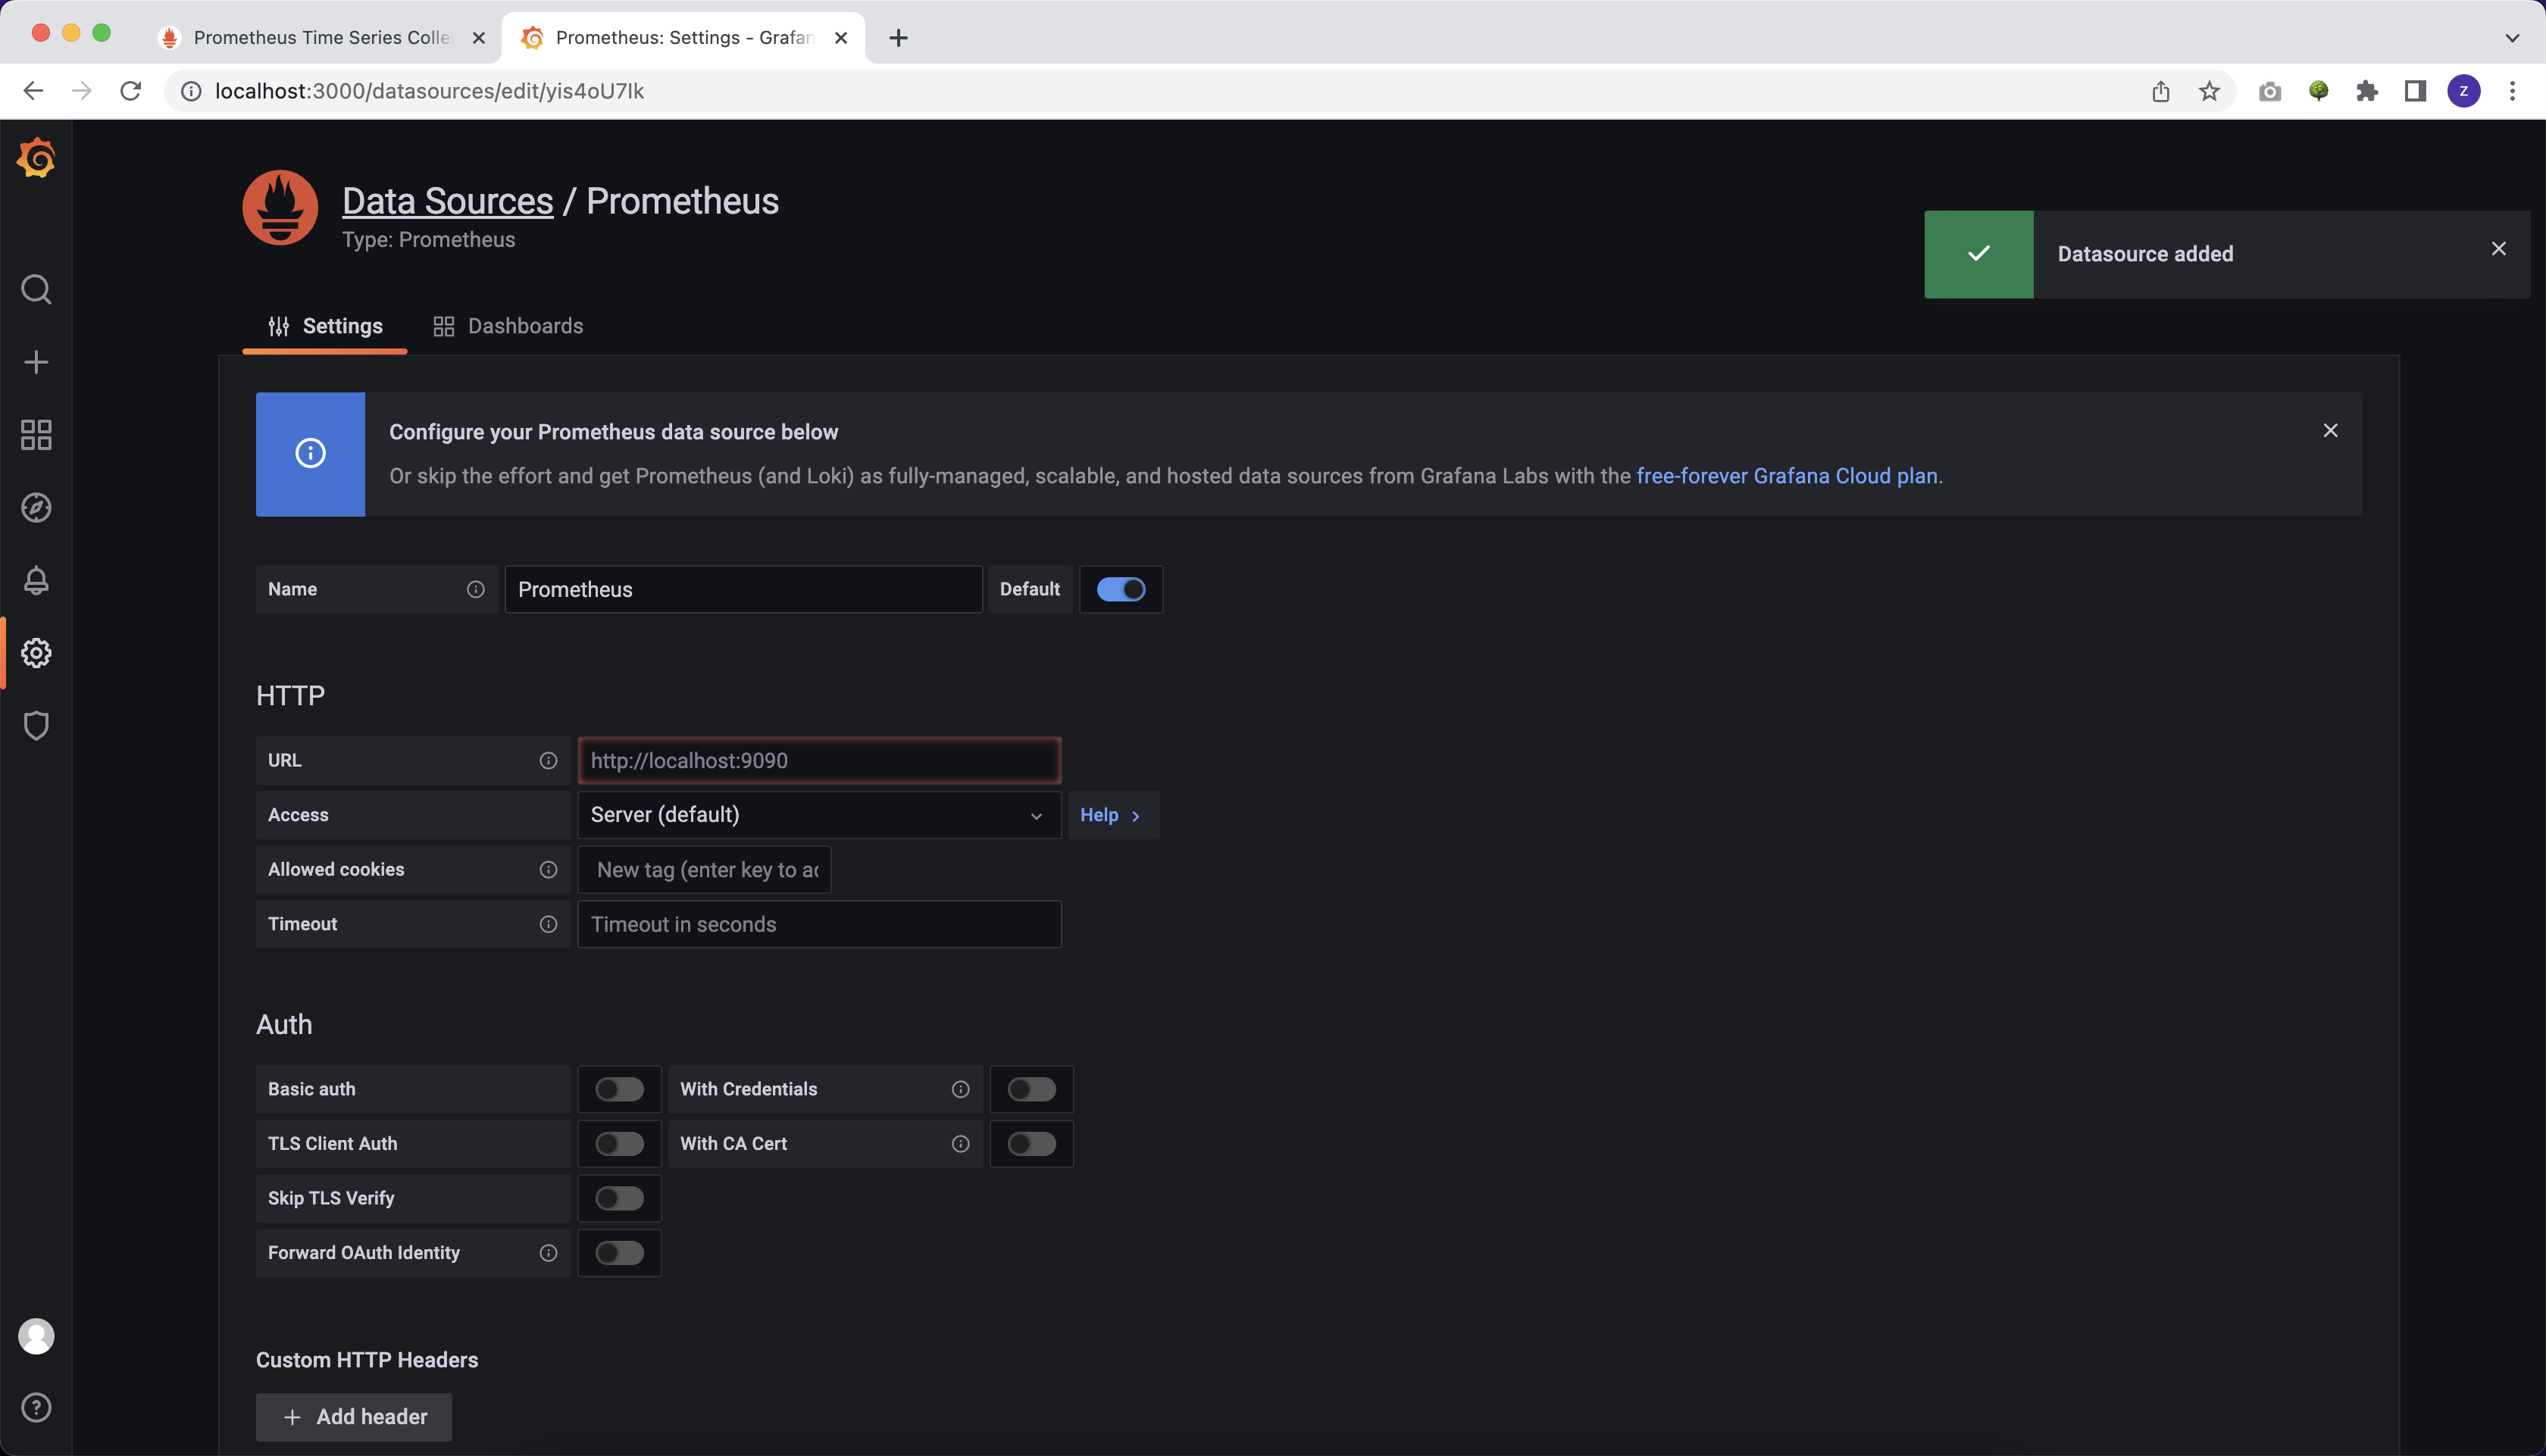 Prometheus Time Series Colle
Prometheus: Settings - Grafan
localhost:3000/datasources/edit/yis4oU7Ik
z
Data Sources / Prometheus
Type: Prometheus
Datasource added
Settings
Dashboards
Configure your Prometheus data source below
Or skip the effort and get Prometheus (and Loki) as fully-managed, scalable, and hosted data sources from Grafana Labs with the free-forever Grafana Cloud plan.
Name
Prometheus
Default
HTTP
URL
http://localhost:9090
Access
Server (default)
Help
Allowed cookies
New tag (enter key to ac
Timeout
Timeout in seconds
Auth
Basic auth
With Credentials
TLS Client Auth
With CA Cert
Skip TLS Verify
Forward OAuth Identity
Custom HTTP Headers
Add header